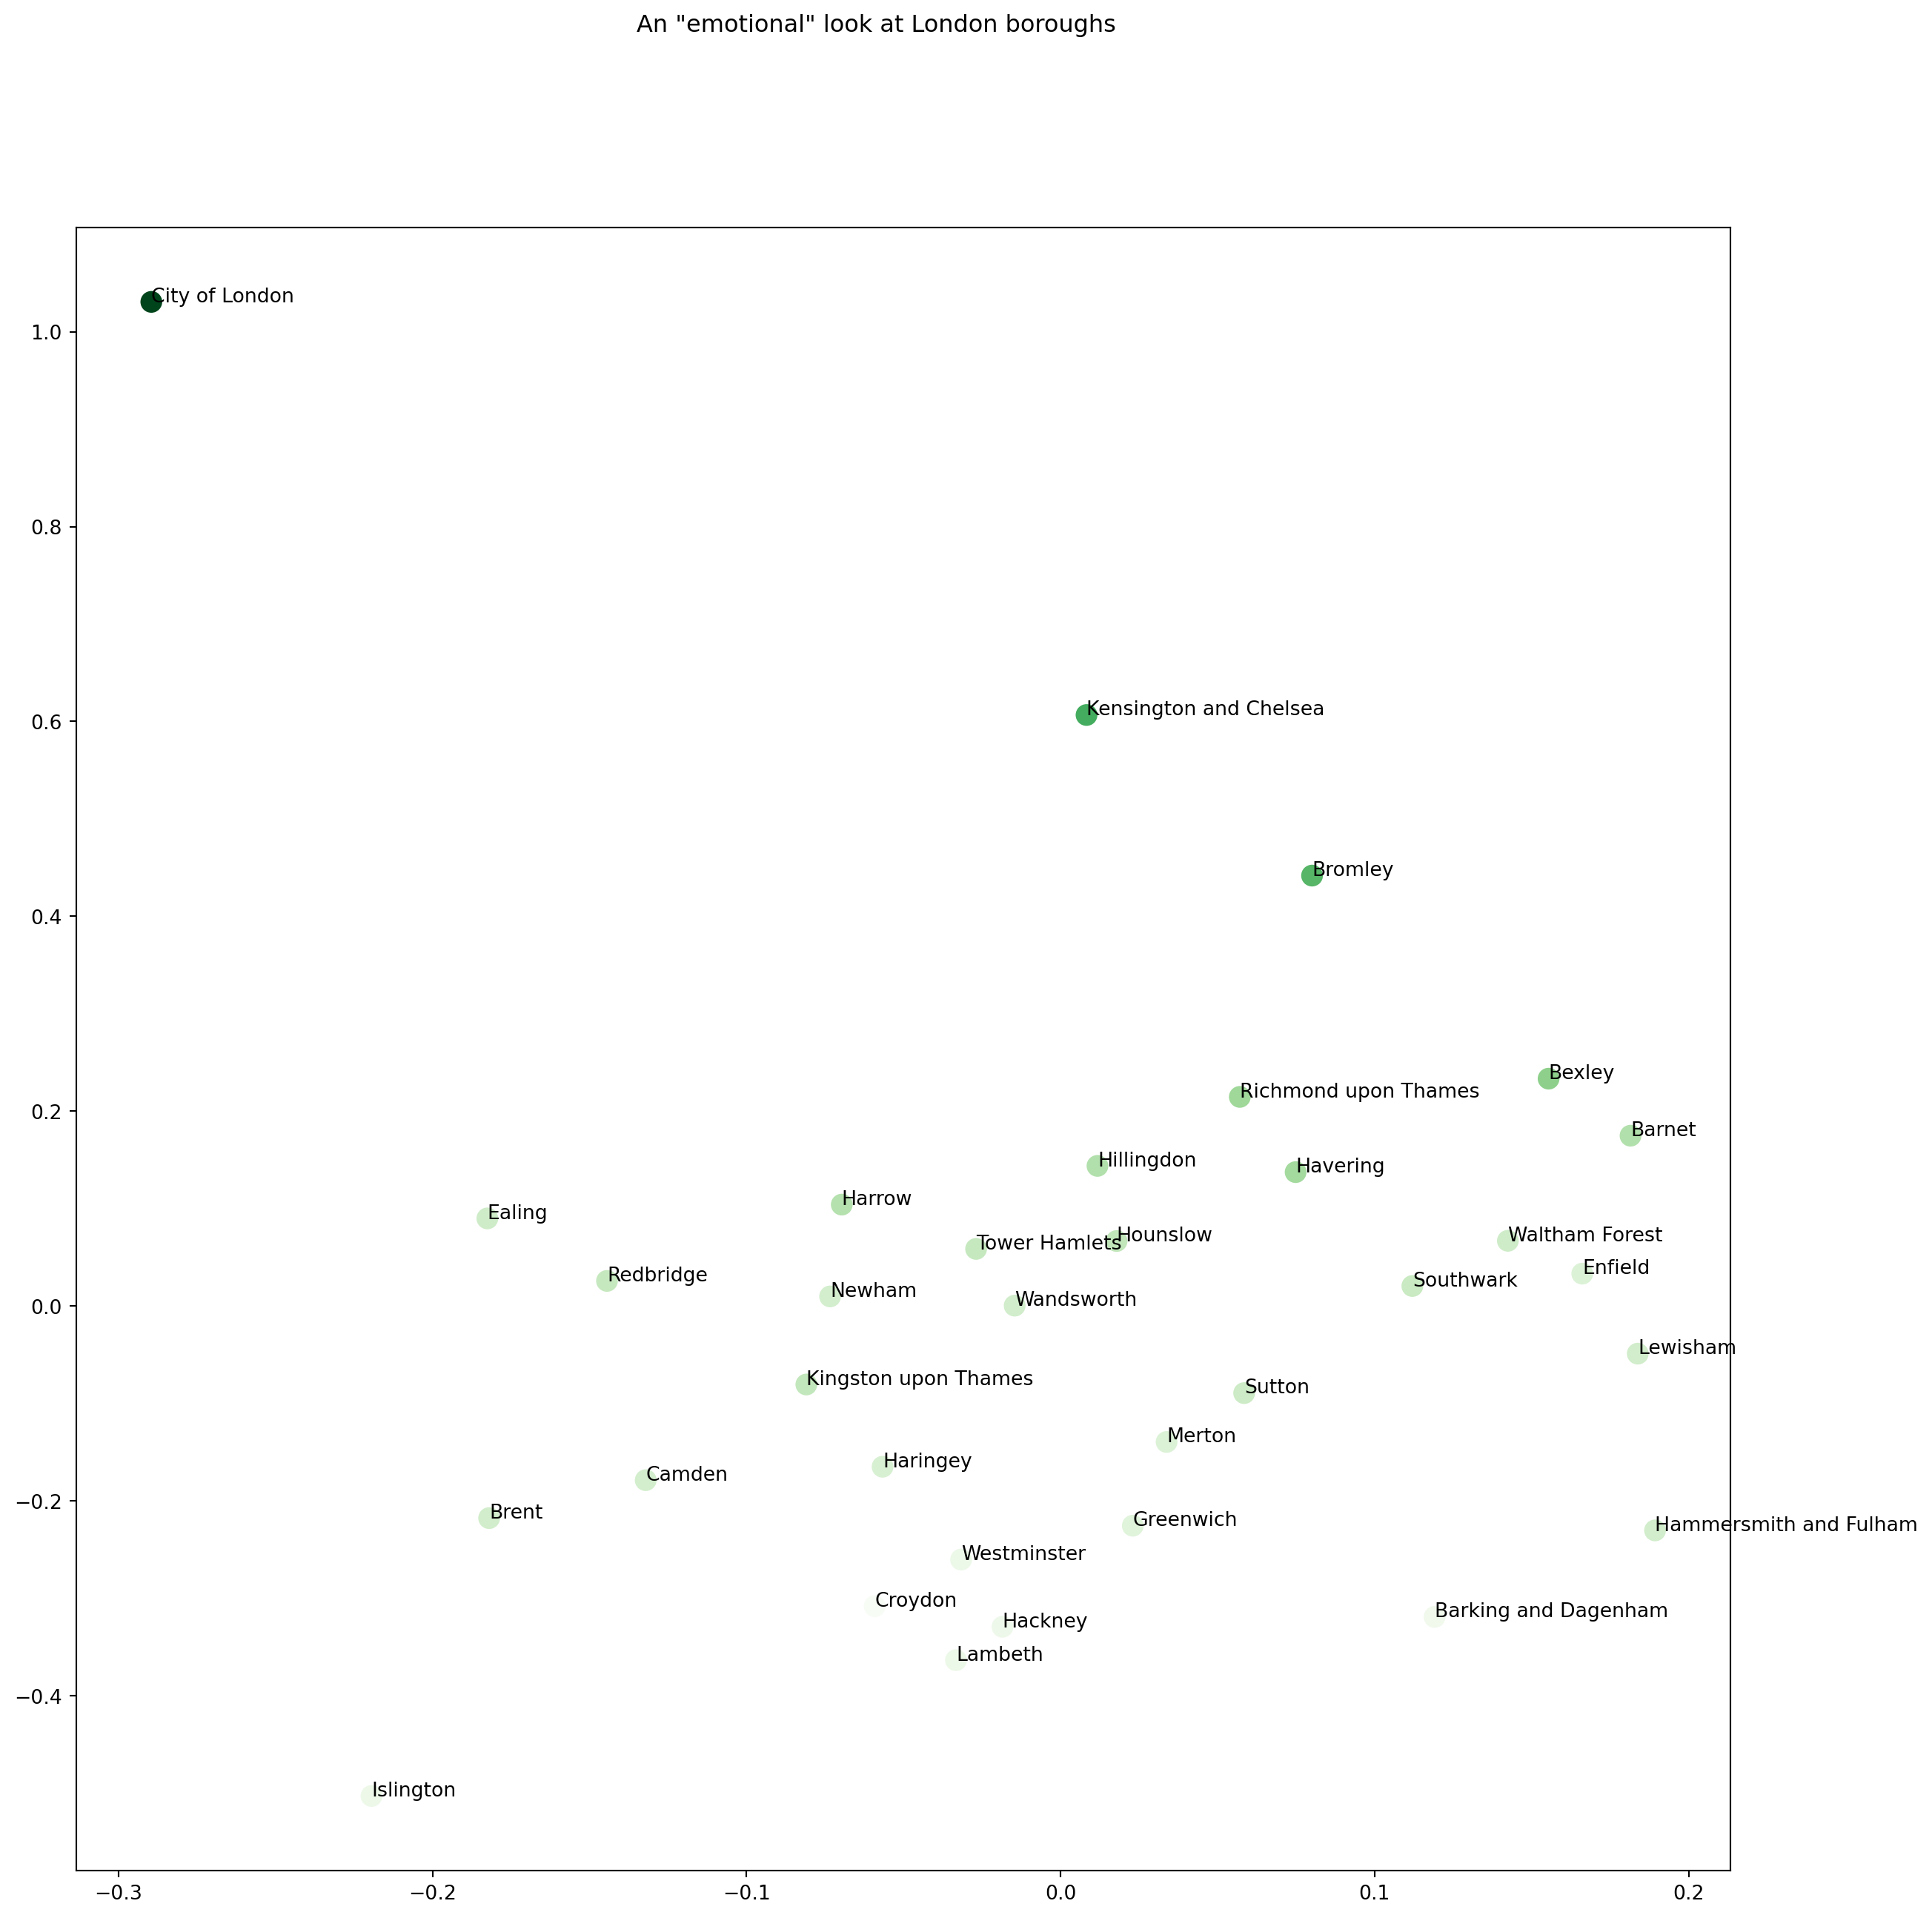 An "emotional" look at London boroughs
City of London
1.0
0.8
Kensington and Chelsea
0.6
Bromley
0.4
Bexley
Richmond upon Thames
0.2
Barnet
Hillingdon
Havering
Harrow
Ealing
Tower Hamlets
Hounslow
Waltham Forest
Redbridge
Enfield
Southwark
Newham
0.0
Wandsworth
Lewisham
Kingston upon Thames
Sutton
Merton
Haringey
Camden
−0.2
Brent
Greenwich
Hammersmith and Fulham
Westminster
Croydon
Hackney
Barking and Dagenham
Lambeth
−0.4
Islington
−0.3 −0.2 −0.1 0.0 0.1 0.2